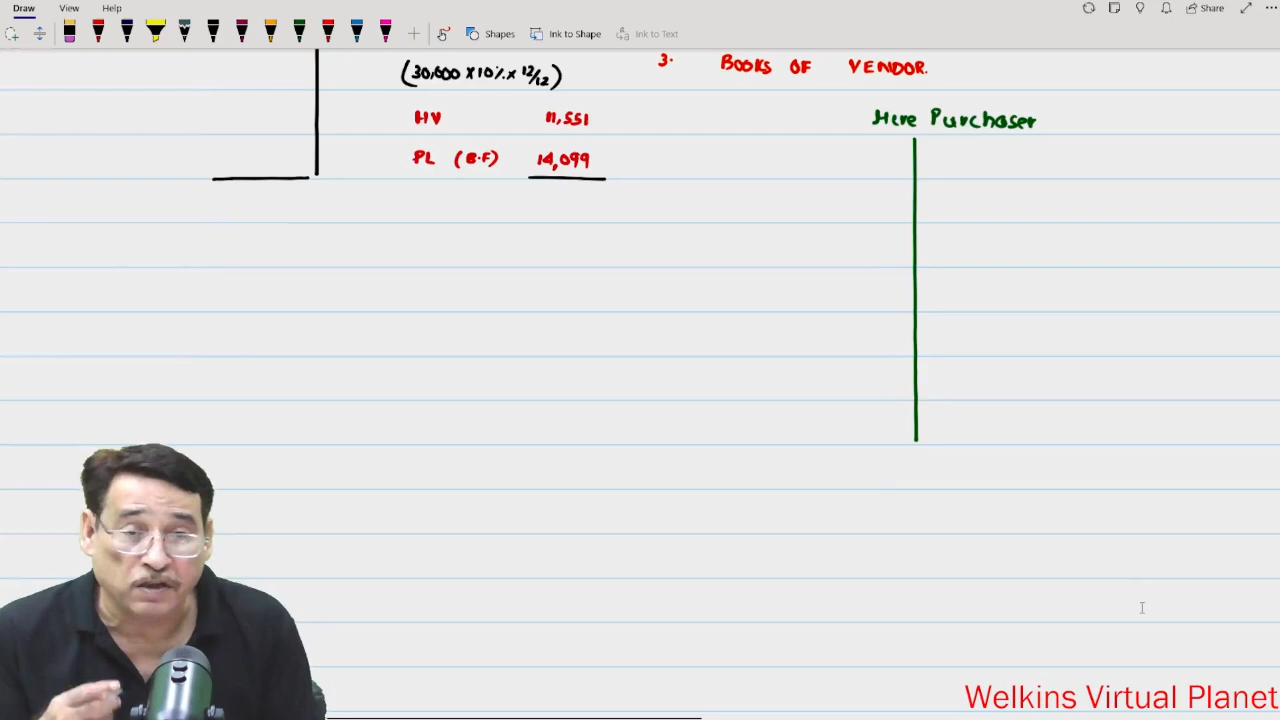 Draw View Help
Share
Shapes Ink to Shape Ink to Text
(30,000 x 10% x 12/12)
HV 11,551
PL (B.F) 14,099
3. BOOKS OF VENDOR.
Hire Purchaser
Welkins Virtual Planet